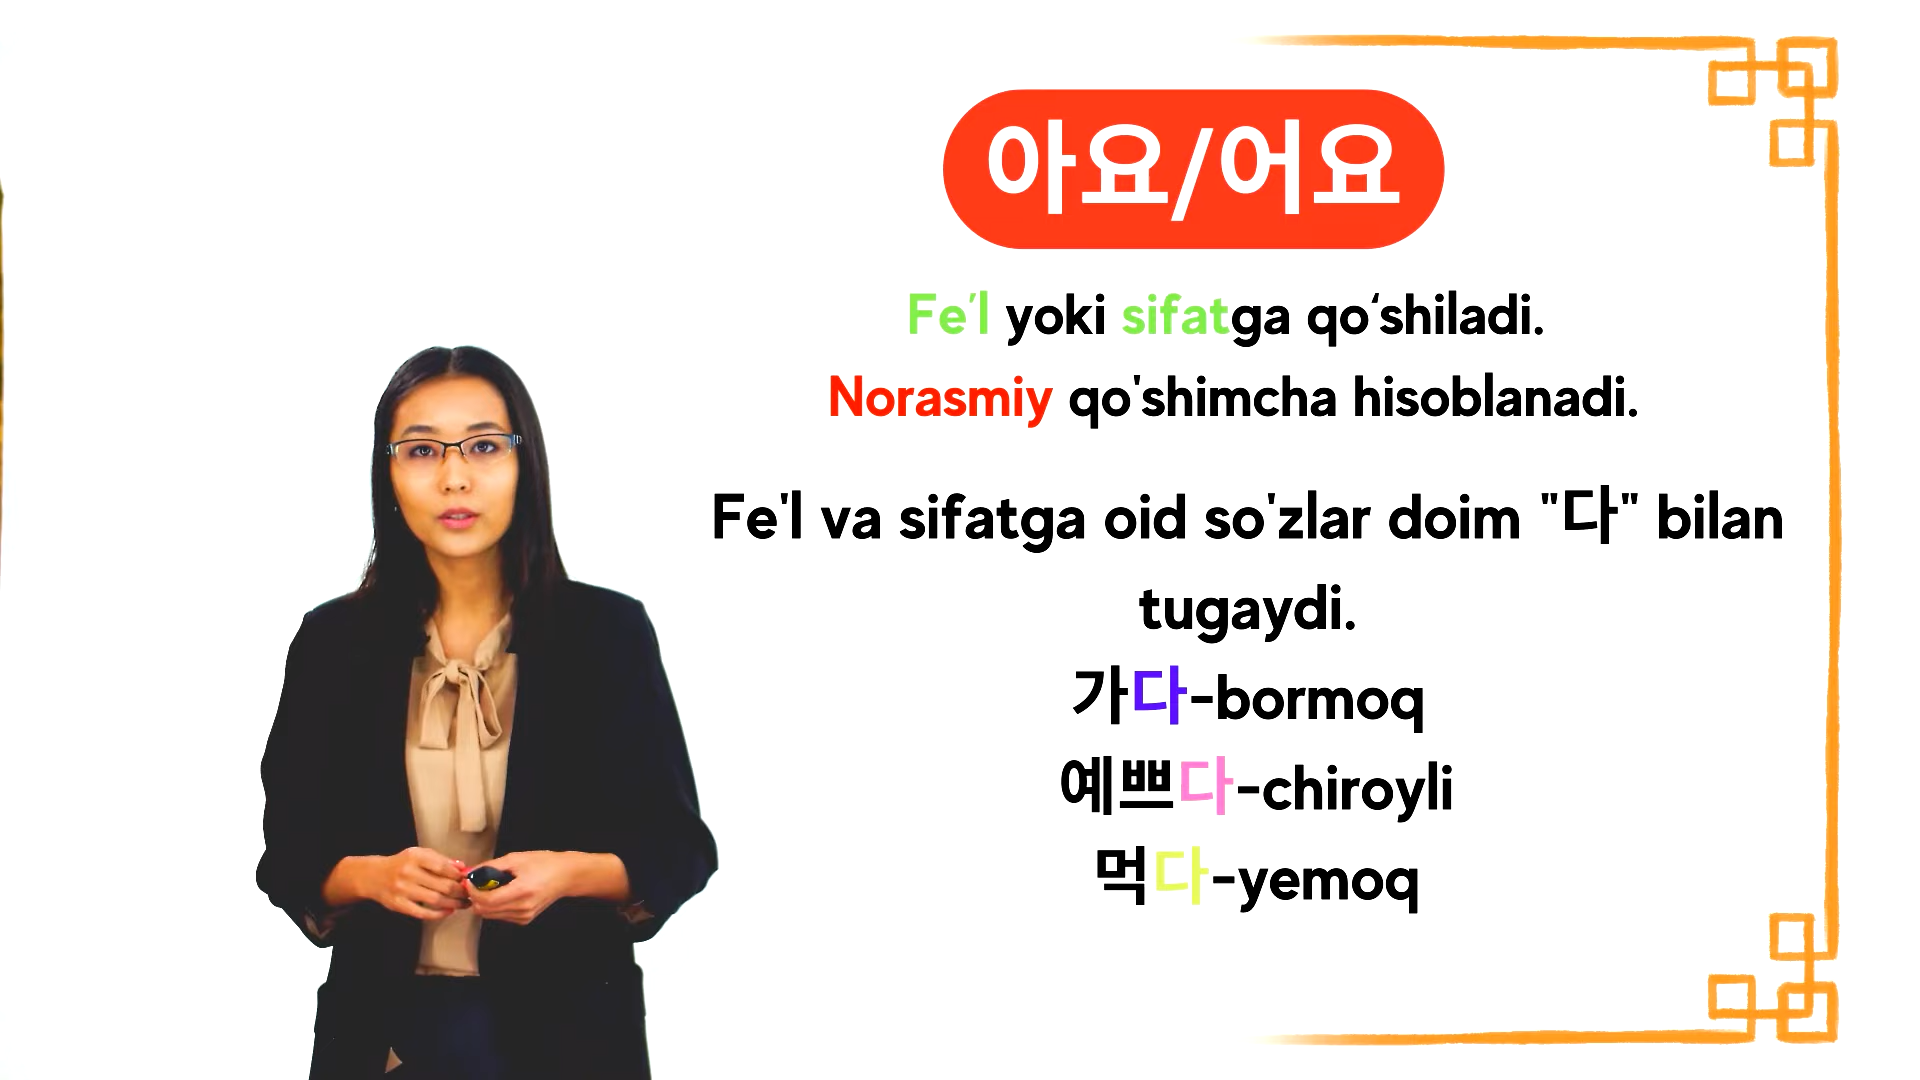 아요/어요
Fe′l yoki sifatga qo‘shiladi.
Norasmiy qo'shimcha hisoblanadi.
Fe'l va sifatga oid so'zlar doim "다" bilan
tugaydi.
가다-bormoq
예쁘다-chiroyli
먹다-yemoq